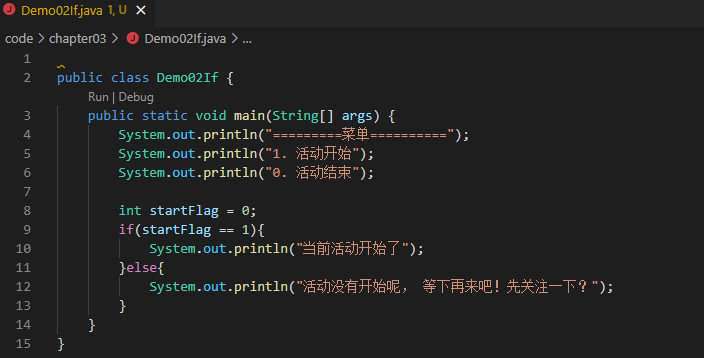 Demo02If.java 1, U ×
code > chapter03 > Demo02If.java > ...
1
2 public class Demo02If {
Run | Debug
3 public static void main(String[] args) {
4 System.out.println("=========菜单==========");
5 System.out.println("1. 活动开始");
6 System.out.println("0. 活动结束");
7
8 int startFlag = 0;
9 if(startFlag == 1){
10 System.out.println("当前活动开始了");
11 }else{
12 System.out.println("活动没有开始呢, 等下再来吧!先关注一下?");
13 }
14 }
15 }